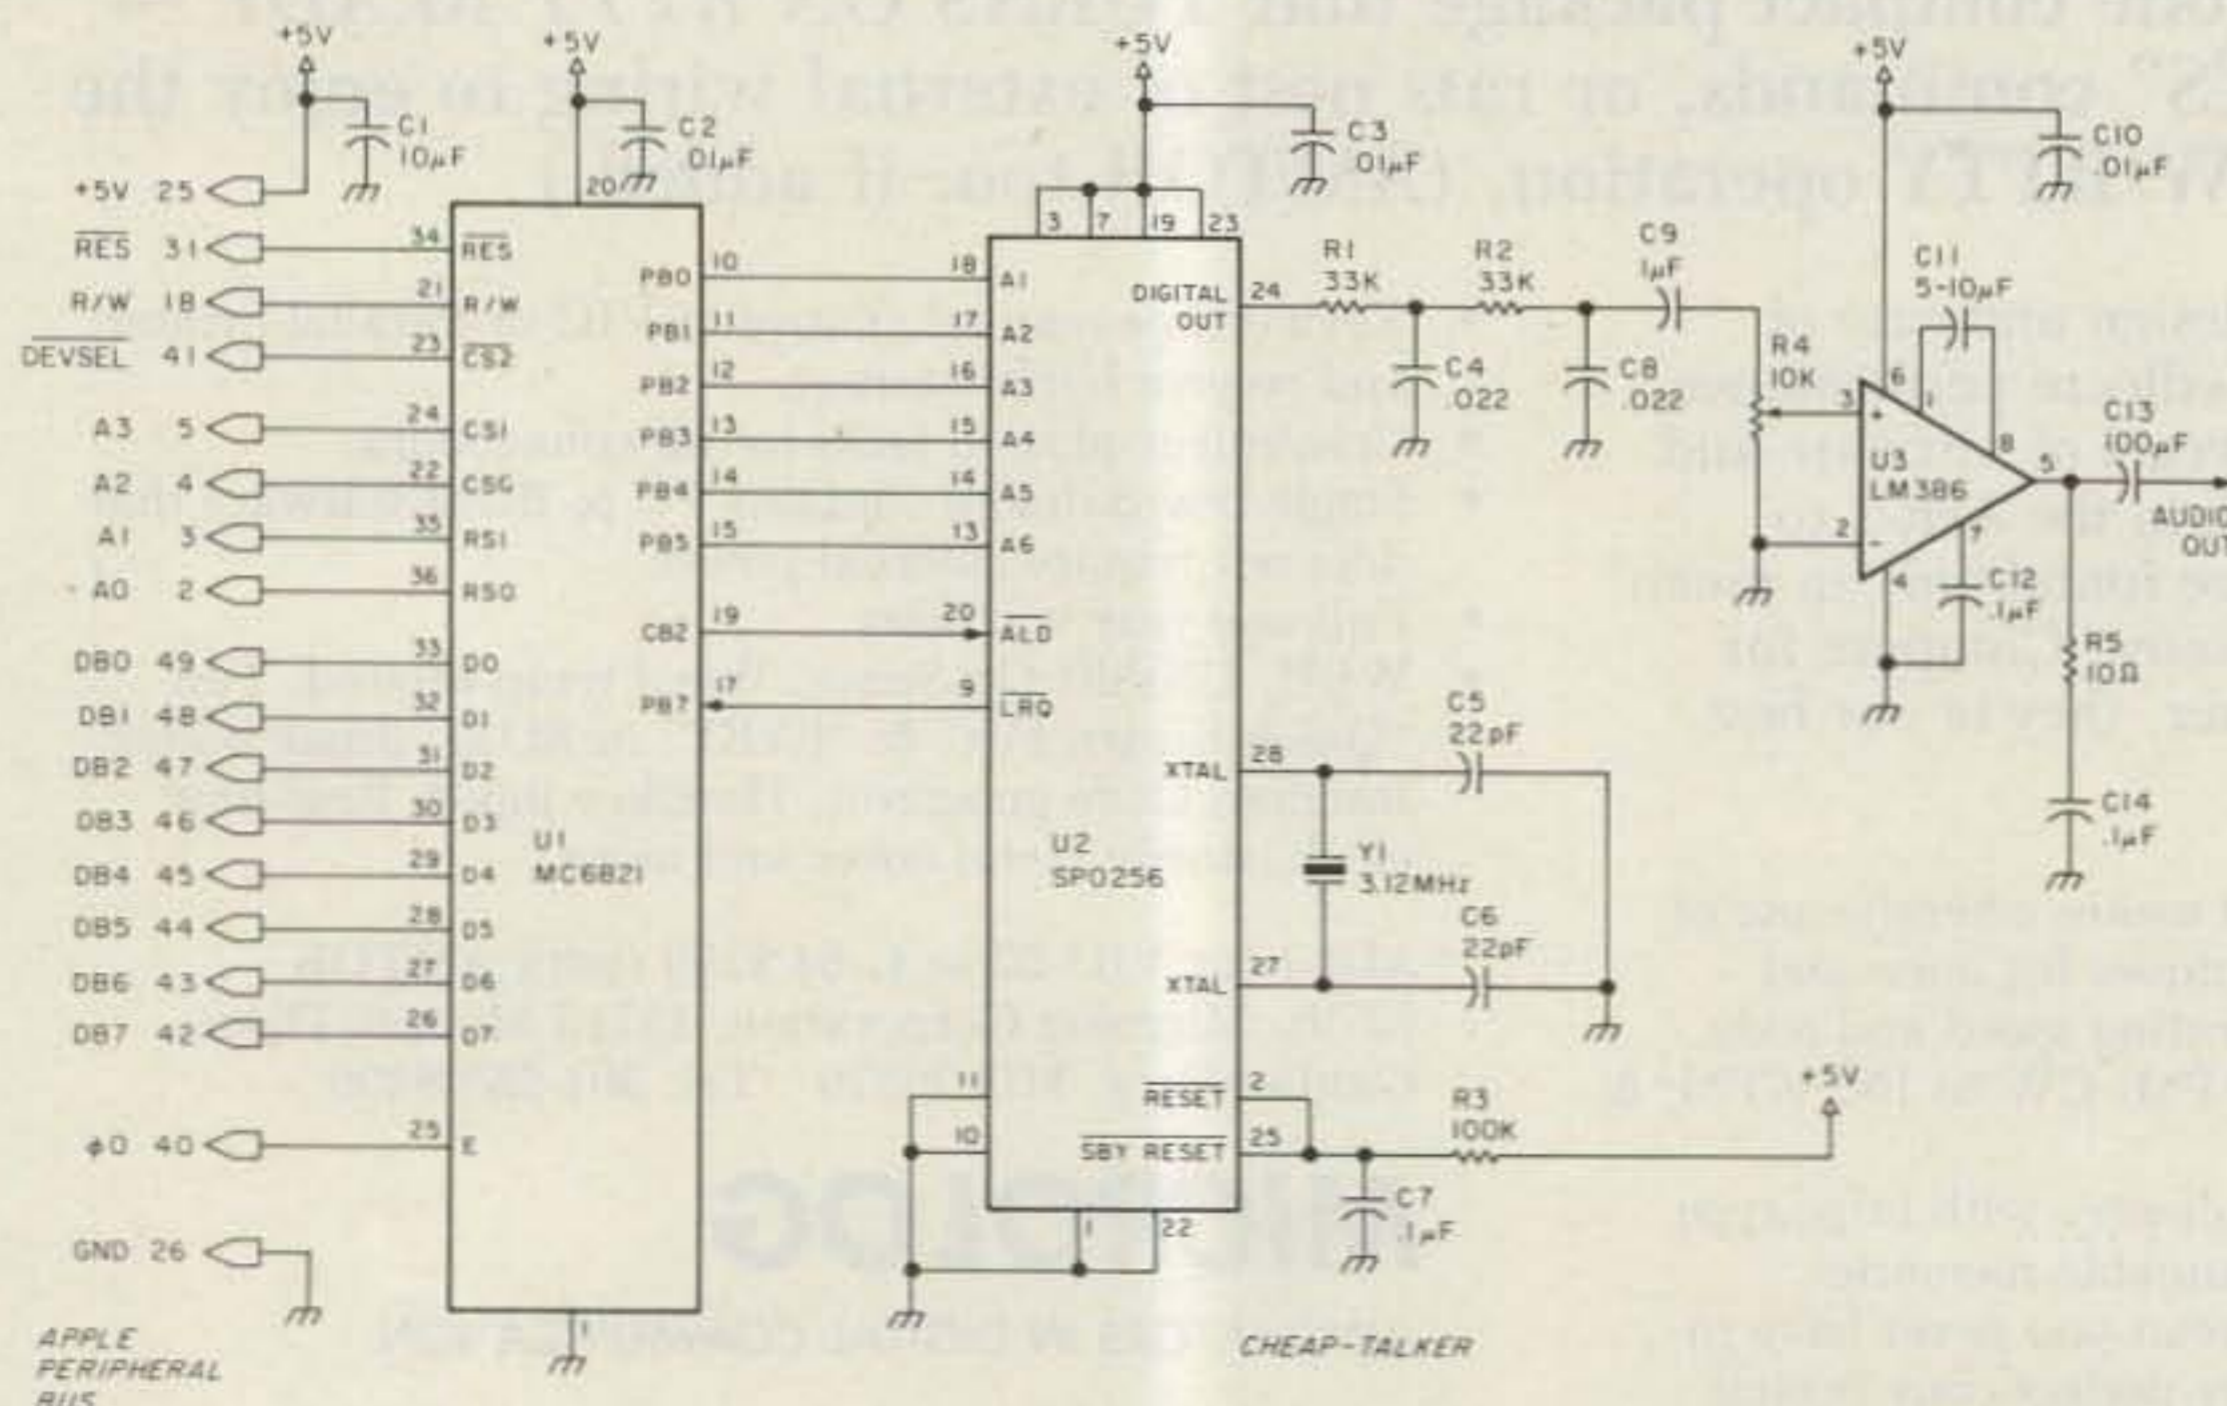 +5V
+5V
+5V
+5V
C1
10µF
C2
.01µF
C3
.01µF
C10
.01µF
+5V 25
RES 31
R/W 18
DEVSEL 41
A3 5
A2 4
A1 3
A0 2
DB0 49
DB1 48
DB2 47
DB3 46
DB4 45
DB5 44
DB6 43
DB7 42
φ0 40
GND 26
APPLE
PERIPHERAL
BUS
20
34 RES
21 R/W
23 CS2
24 CS1
22 CS0
35 RS1
36 RS0
33 D0
32 D1
31 D2
30 D3
29 D4
28 D5
27 D6
26 D7
25 E
U1
MC6821
1
PB0 10
PB1 11
PB2 12
PB3 13
PB4 14
PB5 15
CB2 19
PB7 17
3 7 19 23
18 A1
17 A2
16 A3
15 A4
14 A5
13 A6
20 ALD
9 LRQ
11
10
U2
SP0256
DIGITAL 24
OUT
XTAL 28
XTAL 27
RESET 2
SBY RESET 25
1 22
R1
33K
R2
33K
C9
1µF
C4
.022
C8
.022
R4
10K
C11
5-10µF
6
1
8
3 +
2 -
U3
LM386
5
7
4
C12
.1µF
C13
100µF
AUDIO
OUT
R5
10Ω
C14
.1µF
C5
22pF
Y1
3.12MHz
C6
22pF
R3
100K
+5V
C7
.1µF
CHEAP-TALKER